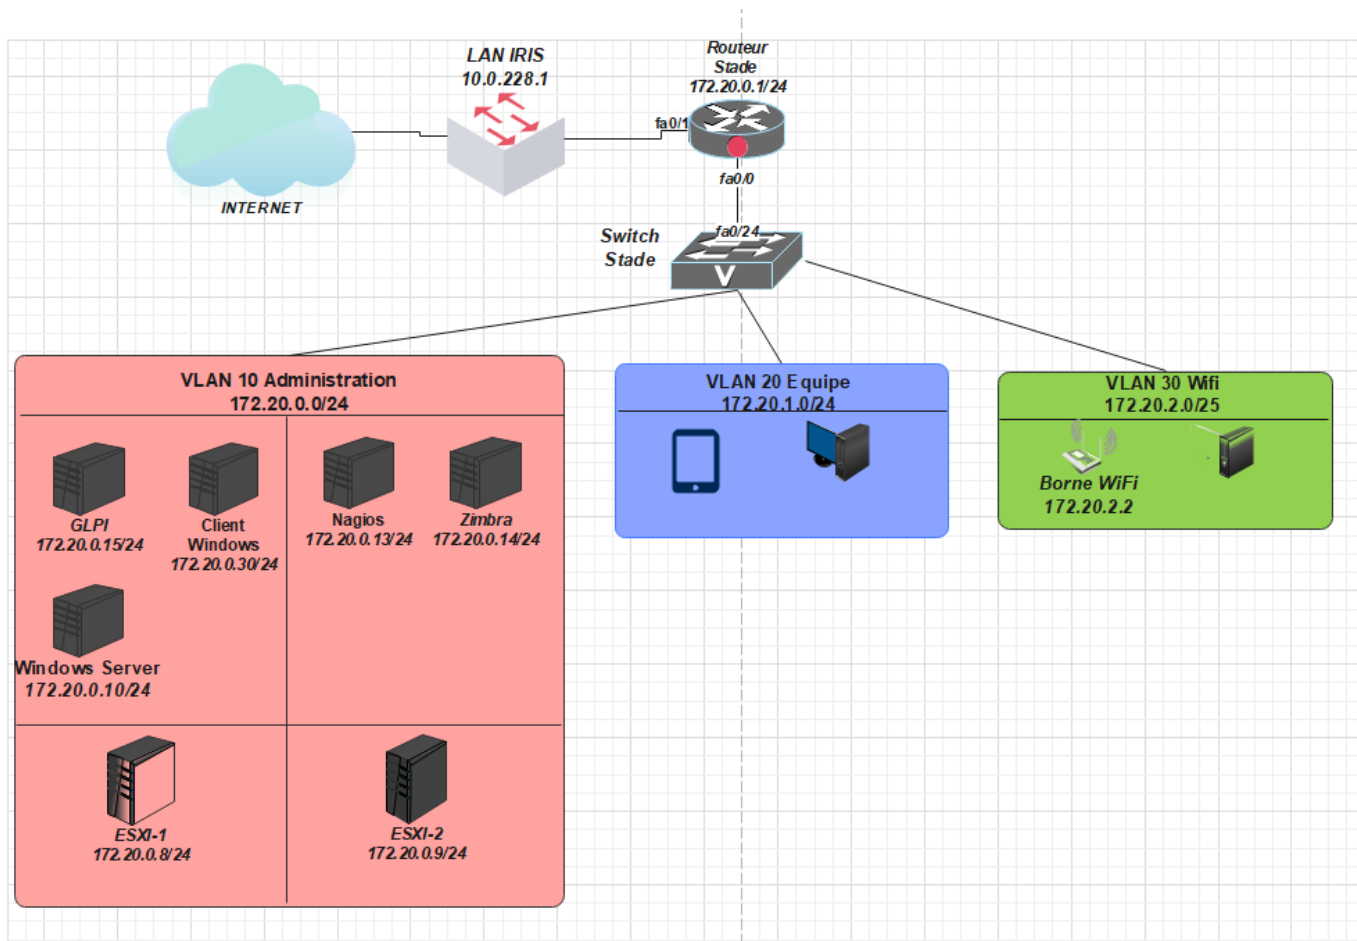 LAN IRIS
10.0.228.1
Routeur
Stade
172.20.0.1/24
fa0/1
fa0/0
INTERNET
Switch
Stade
fa0/24
V
VLAN 10 Administration
172.20.0.0/24
GLPI
172.20.0.15/24
Client
Windows
172.20.0.30/24
Nagios
172.20.0.13/24
Zimbra
172.20.0.14/24
Windows Server
172.20.0.10/24
ESXI-1
172.20.0.8/24
ESXI-2
172.20.0.9/24
VLAN 20 Equipe
172.20.1.0/24
VLAN 30 Wifi
172.20.2.0/25
Borne WiFi
172.20.2.2